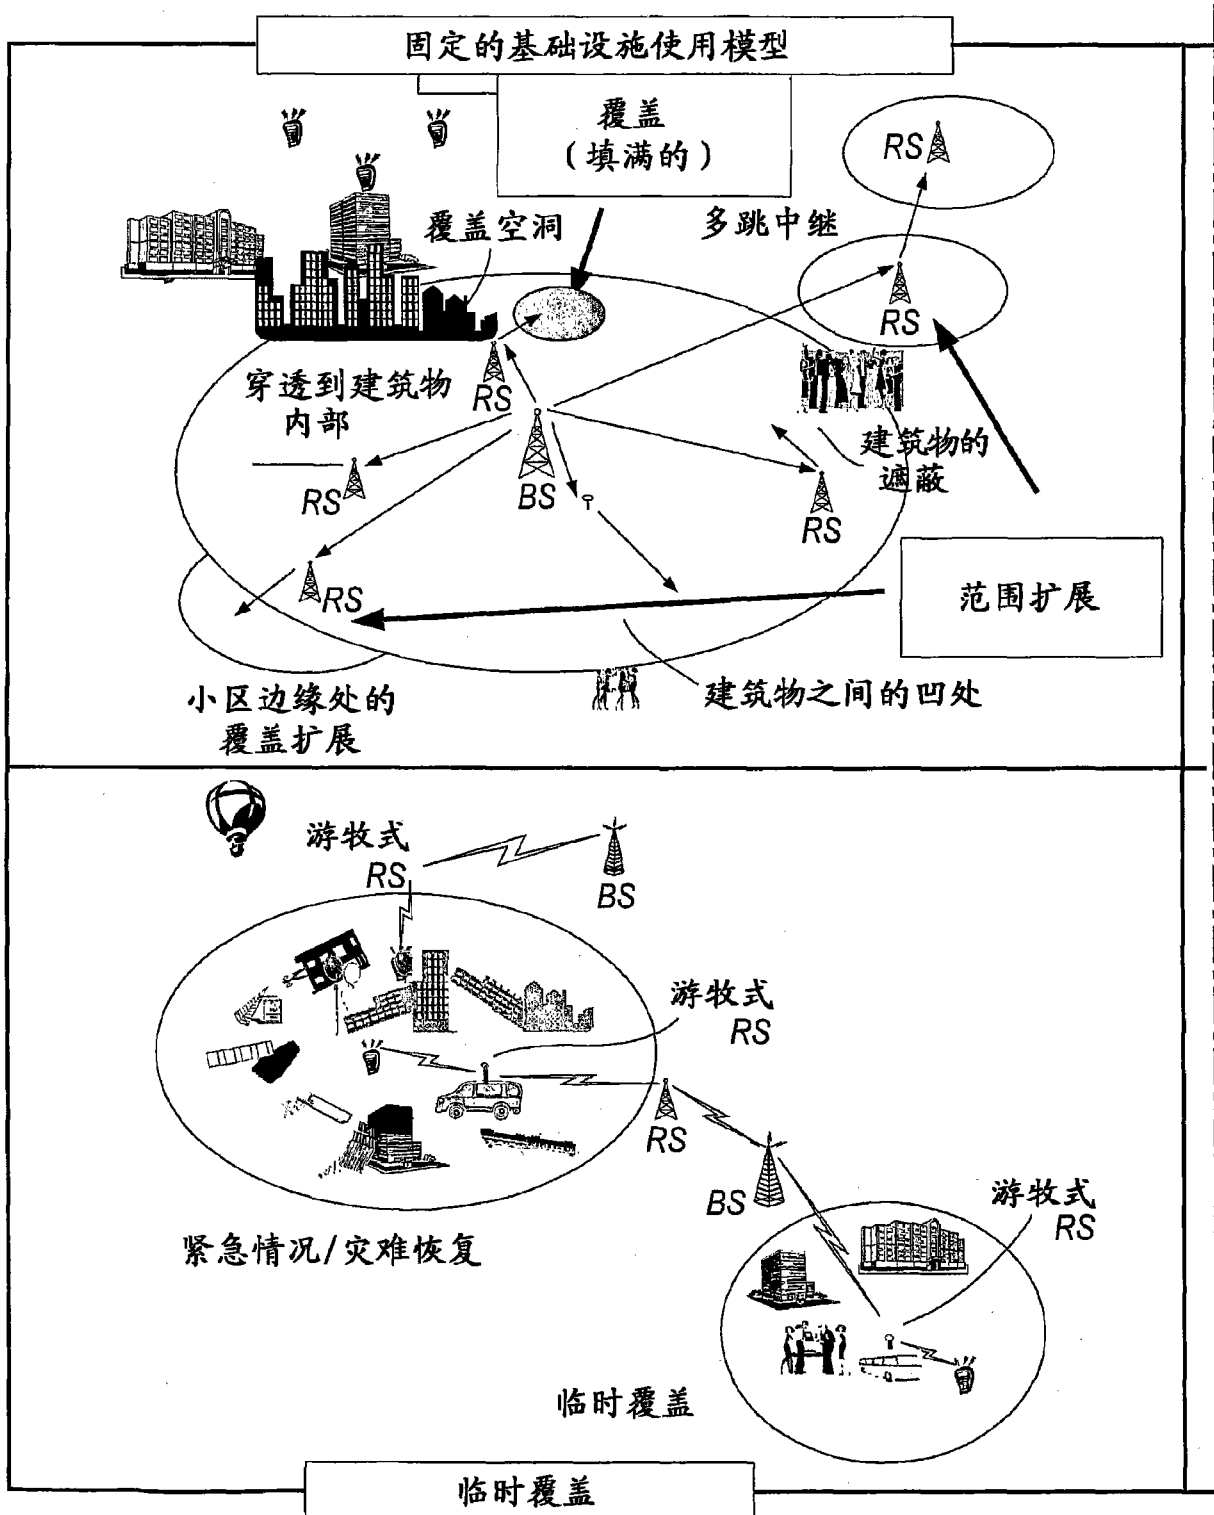 固定的基础设施使用模型
覆盖
（填满的）
RS
覆盖空洞
多跳中继
RS
穿透到建筑物
内部
RS
建筑物的
遮蔽
RS
BS
RS
RS
范围扩展
小区边缘处的
覆盖扩展
建筑物之间的凹处
游牧式
RS
BS
游牧式
RS
RS
BS
游牧式
RS
紧急情况/灾难恢复
临时覆盖
临时覆盖